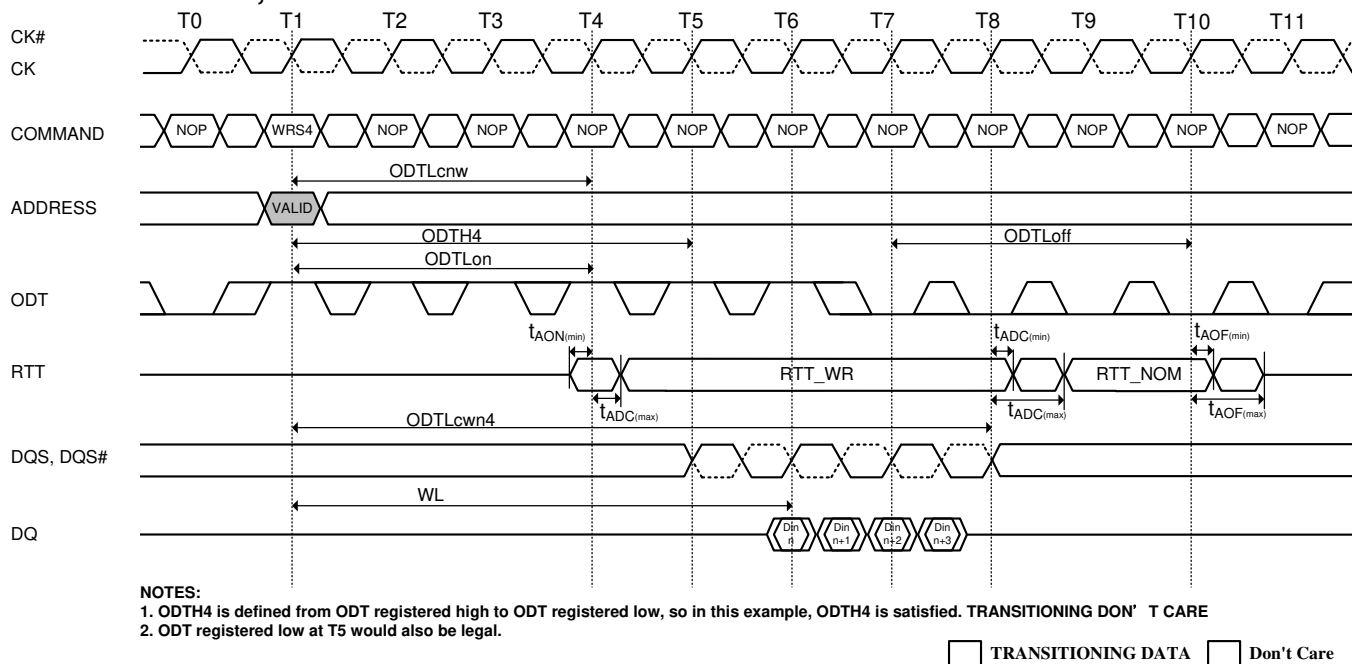 T0 T1 T2 T3 T4 T5 T6 T7 T8 T9 T10 T11
CK#
CK
COMMAND NOP WRS4 NOP NOP NOP NOP NOP NOP NOP NOP NOP NOP
ODTLcnw
ADDRESS VALID
ODTH4 ODTLoff
ODTLon
ODT
tAON(min) tADC(min) tAOF(min)
RTT RTT_WR RTT_NOM
tADC(max) tADC(max) tAOF(max)
ODTLcwn4
DQS, DQS#
WL
DQ Din n Din n+1 Din n+2 Din n+3
NOTES:
1. ODTH4 is defined from ODT registered high to ODT registered low, so in this example, ODTH4 is satisfied. TRANSITIONING DON' T CARE
2. ODT registered low at T5 would also be legal.
TRANSITIONING DATA Don't Care